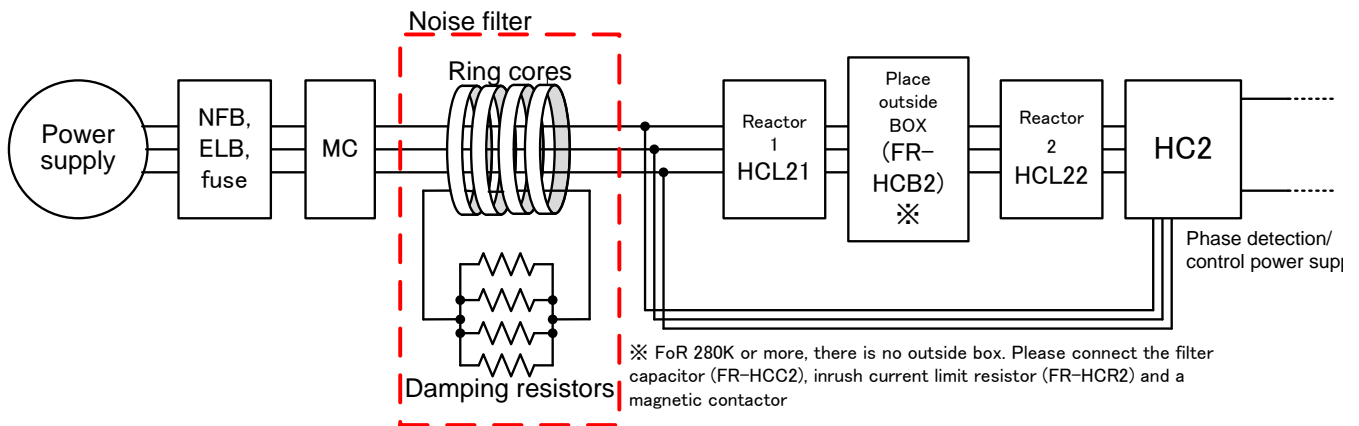 Noise filter
Ring cores
Power
supply
NFB,
ELB,
fuse
MC
Reactor
1
HCL21
Place
outside
BOX
(FR-
HCB2)
※
Reactor
2
HCL22
HC2
Phase detection/
control power supp
Damping resistors
※ FoR 280K or more, there is no outside box. Please connect the filter
capacitor (FR-HCC2), inrush current limit resistor (FR-HCR2) and a
magnetic contactor